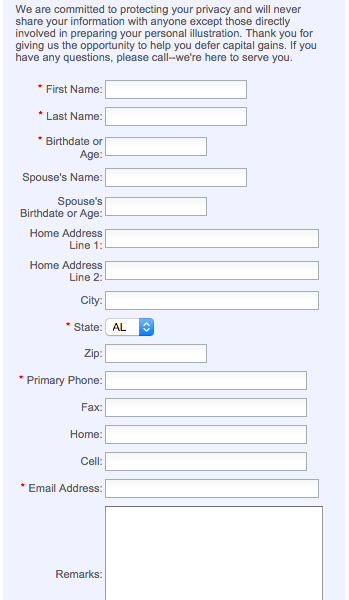 We are committed to protecting your privacy and will never
share your information with anyone except those directly
involved in preparing your personal illustration. Thank you for
giving us the opportunity to help you defer capital gains. If you
have any questions, please call--we're here to serve you.
* First Name:
* Last Name:
* Birthdate or
Age:
Spouse's Name:
Spouse's
Birthdate or Age:
Home Address
Line 1:
Home Address
Line 2:
City:
* State: AL
Zip:
* Primary Phone:
Fax:
Home:
Cell:
* Email Address:
Remarks: